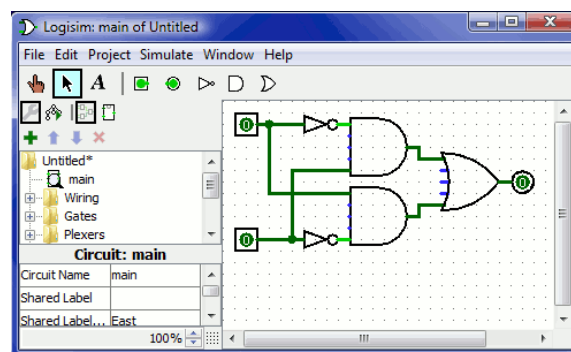 Logisim: main of Untitled
File Edit Project Simulate Window Help
A
Untitled*
main
Wiring
Gates
Plexers
Circuit: main
Circuit Name main
Shared Label
Shared Label... East
100%
0
0
0